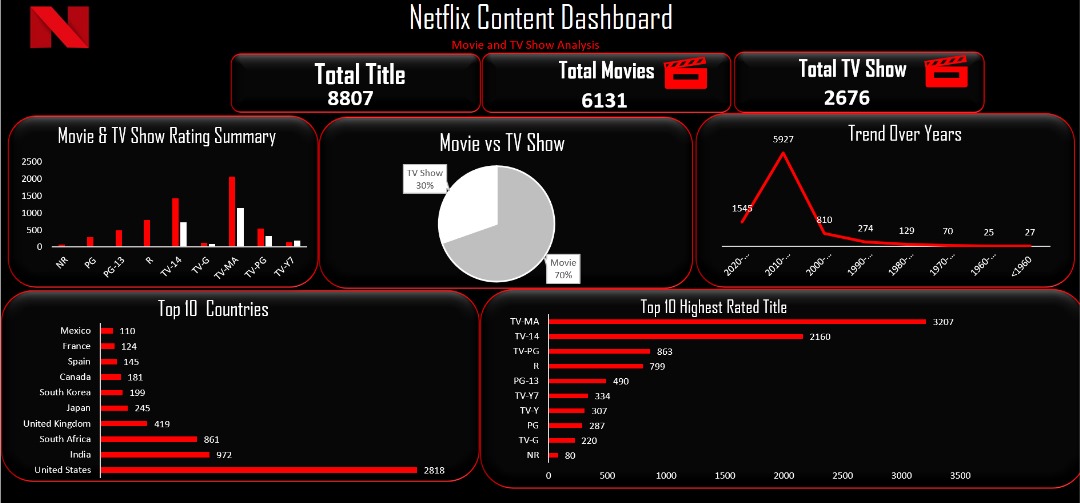 Netflix Content Dashboard
Movie and TV Show Analysis
Total Title
8807
Total Movies
6131
Total TV Show
2676
Movie & TV Show Rating Summary
2500
2000
1500
1000
500
0
NR
PG
PG-13
R
TV-14
TV-G
TV-MA
TV-PG
TV-Y7
Movie vs TV Show
TV Show
30%
Movie
70%
Trend Over Years
1545
5927
810
274
129
70
25
27
2020-...
2010-...
2000-...
1990-...
1980-...
1970-...
1960-...
<1960
Top 10 Countries
Mexico 110
France 124
Spain 145
Canada 181
South Korea 199
Japan 245
United Kingdom 419
South Africa 861
India 972
United States 2818
Top 10 Highest Rated Title
TV-MA 3207
TV-14 2160
TV-PG 863
R 799
PG-13 490
TV-Y7 334
TV-Y 307
PG 287
TV-G 220
NR 80
0 500 1000 1500 2000 2500 3000 3500